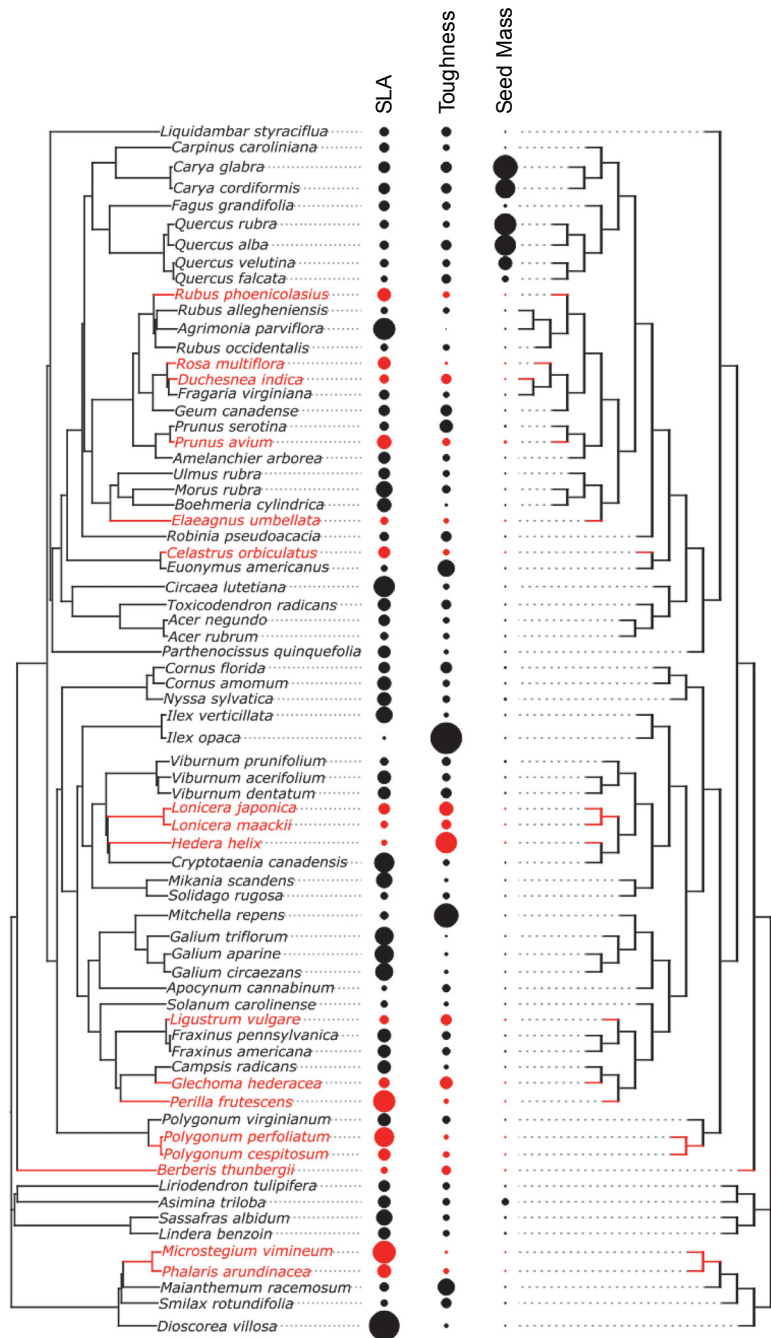 SLA
Toughness
Seed Mass
Liquidambar styraciflua
Carpinus caroliniana
Carya glabra
Carya cordiformis
Fagus grandifolia
Quercus rubra
Quercus alba
Quercus velutina
Quercus falcata
Rubus phoenicolasius
Rubus allegheniensis
Agrimonia parviflora
Rubus occidentalis
Rosa multiflora
Duchesnea indica
Fragaria virginiana
Geum canadense
Prunus serotina
Prunus avium
Amelanchier arborea
Ulmus rubra
Morus rubra
Boehmeria cylindrica
Elaeagnus umbellata
Robinia pseudoacacia
Celastrus orbiculatus
Euonymus americanus
Circaea lutetiana
Toxicodendron radicans
Acer negundo
Acer rubrum
Parthenocissus quinquefolia
Cornus florida
Cornus amomum
Nyssa sylvatica
Ilex verticillata
Ilex opaca
Viburnum prunifolium
Viburnum acerifolium
Viburnum dentatum
Lonicera japonica
Lonicera maackii
Hedera helix
Cryptotaenia canadensis
Mikania scandens
Solidago rugosa
Mitchella repens
Galium triflorum
Galium aparine
Galium circaezans
Apocynum cannabinum
Solanum carolinense
Ligustrum vulgare
Fraxinus pennsylvanica
Fraxinus americana
Campsis radicans
Glechoma hederacea
Perilla frutescens
Polygonum virginianum
Polygonum perfoliatum
Polygonum cespitosum
Berberis thunbergii
Liriodendron tulipifera
Asimina triloba
Sassafras albidum
Lindera benzoin
Microstegium vimineum
Phalaris arundinacea
Maianthemum racemosum
Smilax rotundifolia
Dioscorea villosa